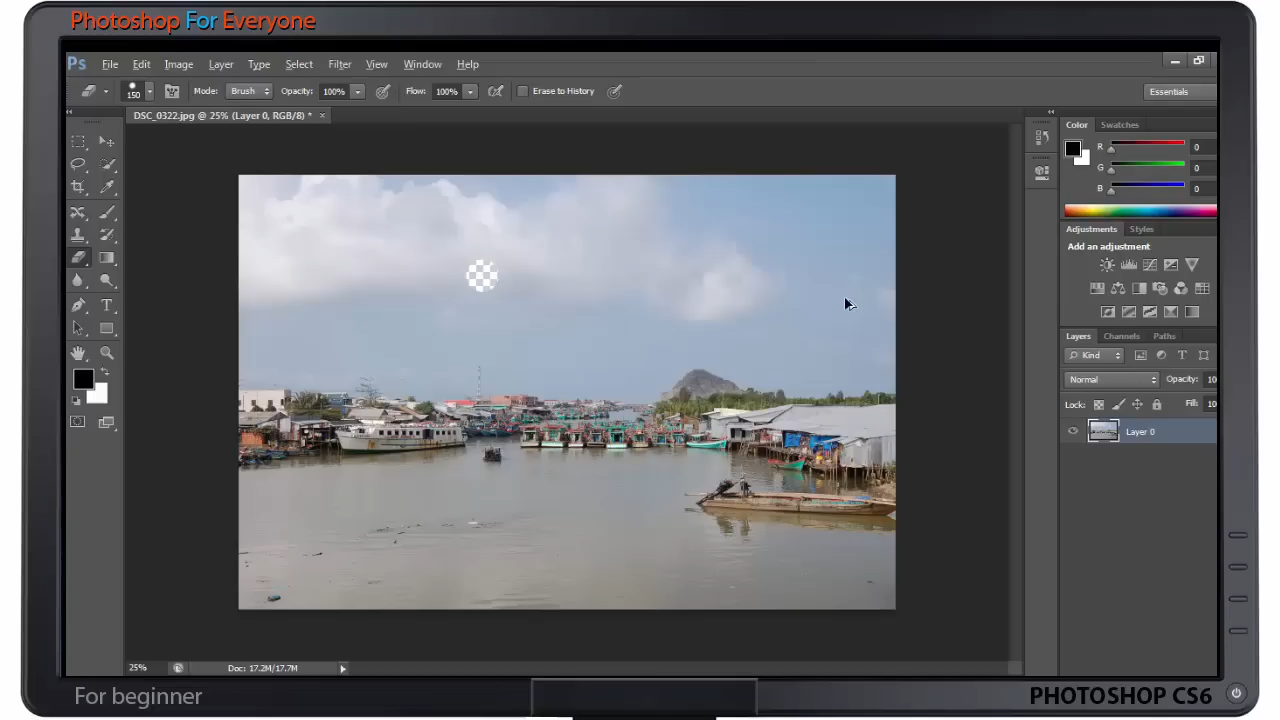 Photoshop For Everyone
Ps File Edit Image Layer Type Select Filter View Window Help
150 Mode: Brush Opacity: 100% Flow: 100% Erase to History Essentials
DSC_0322.jpg @ 25% (Layer 0, RGB/8) * ×
Color Swatches
R 0
G 0
B 0
Adjustments Styles
Add an adjustment
Layers Channels Paths
Kind T
Normal Opacity: 10
Lock: Fill: 10
Layer 0
T
25% Doc: 17.2M/17.7M
For beginner PHOTOSHOP CS6